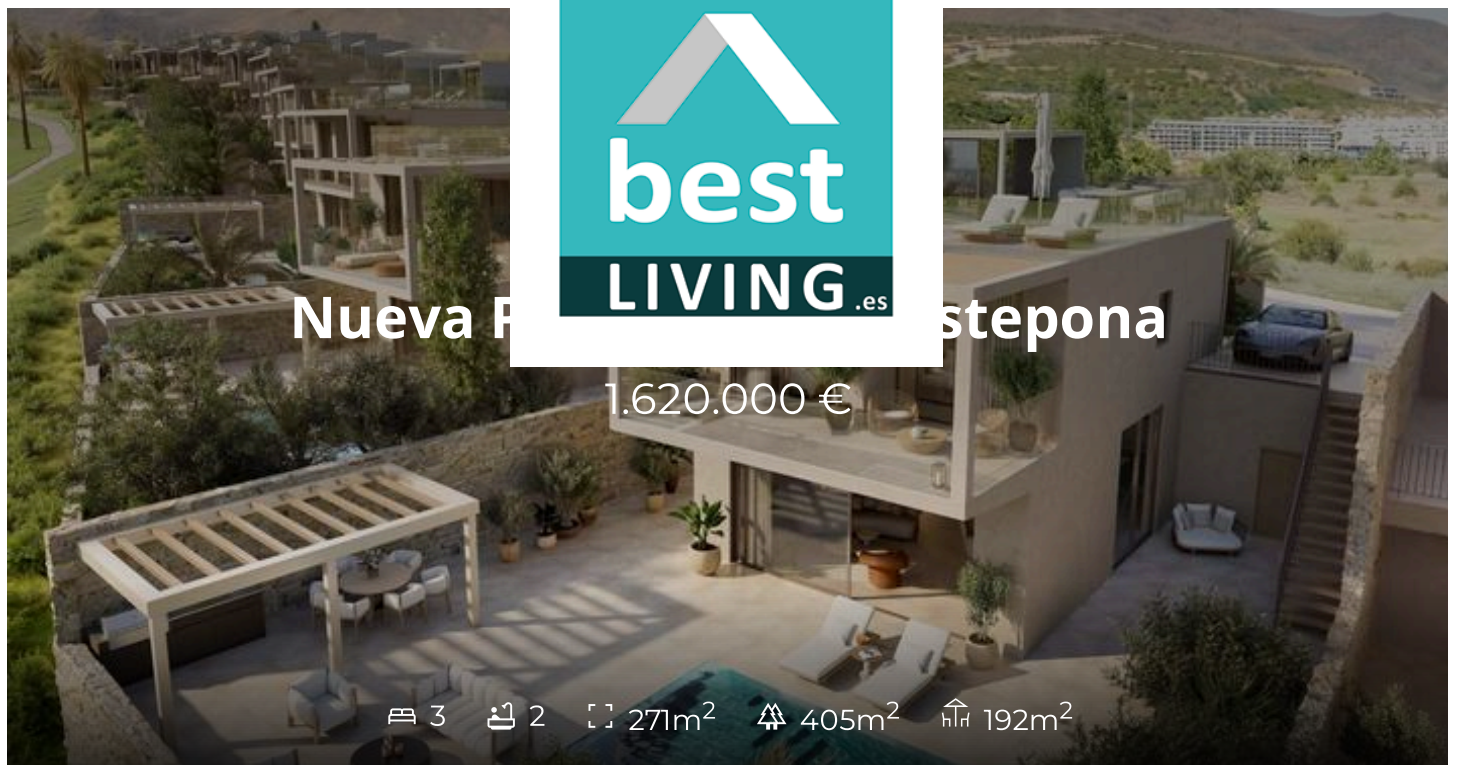 best
LIVING.es
Nueva P stepona
1.620.000 €
3 2 271m² 405m² 192m²